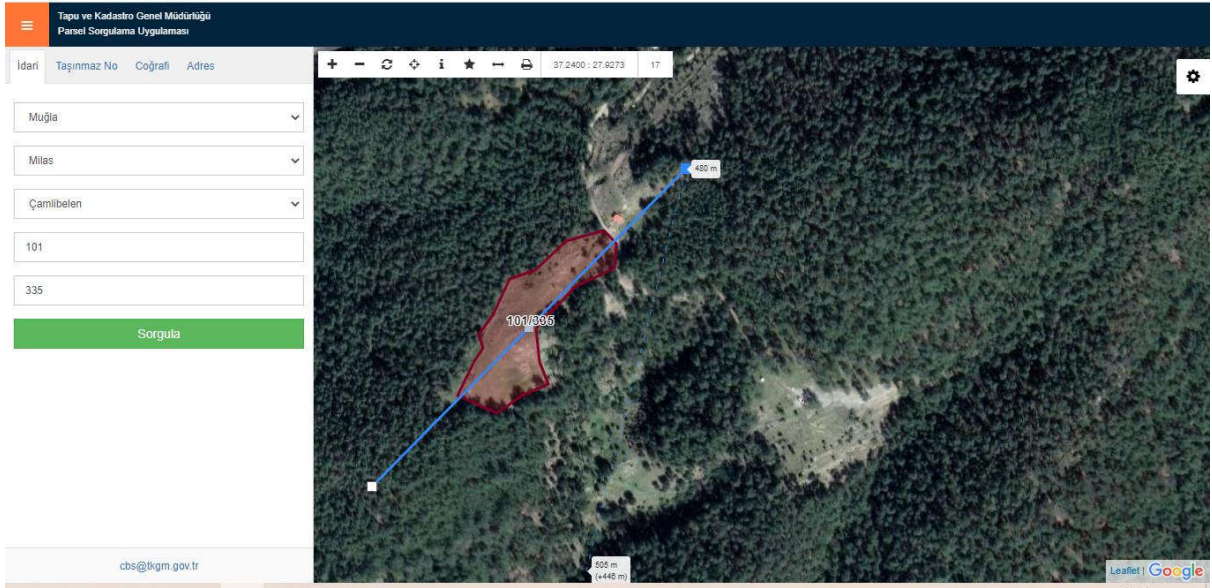 Tapu ve Kadastro Genel Müdürlüğü
Parsel Sorgulama Uygulaması
İdari
Taşınmaz No
Coğrafi
Adres
37.2400 : 27.9273
17
Muğla
Milas
Çamlibelen
101
335
Sorgula
480 m
101/335
505 m
(+446 m)
cbs@tkgm.gov.tr
Leaflet | Google